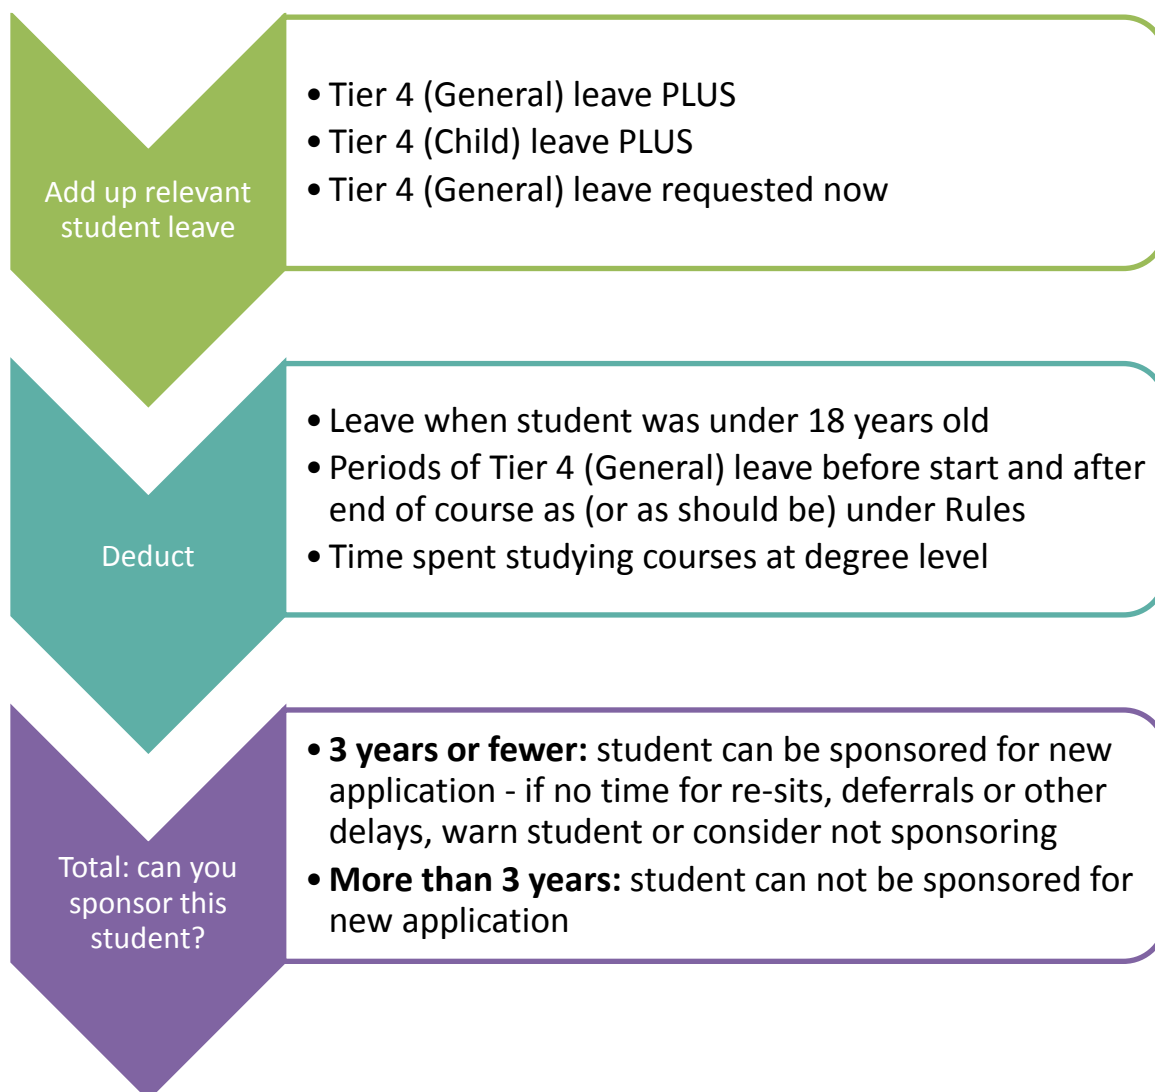 Add up relevant
student leave
• Tier 4 (General) leave PLUS
• Tier 4 (Child) leave PLUS
• Tier 4 (General) leave requested now
Deduct
• Leave when student was under 18 years old
• Periods of Tier 4 (General) leave before start and after
end of course as (or as should be) under Rules
• Time spent studying courses at degree level
Total: can you
sponsor this
student?
• 3 years or fewer: student can be sponsored for new
application - if no time for re-sits, deferrals or other
delays, warn student or consider not sponsoring
• More than 3 years: student can not be sponsored for
new application